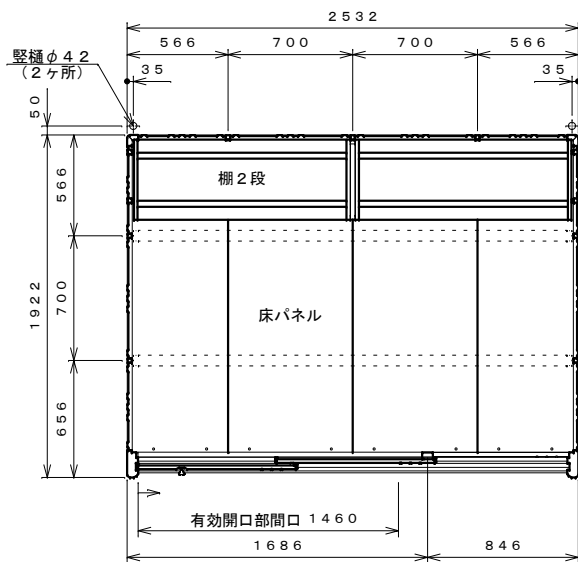 ２５３２
５６６ ７００ ７００ ５６６
竪樋φ４２
（２ヶ所）
３５ ３５
５０
棚２段
５６６
７００
１９２２
床パネル
６５６
有効開口部間口 １４６０
１６８６ ８４６